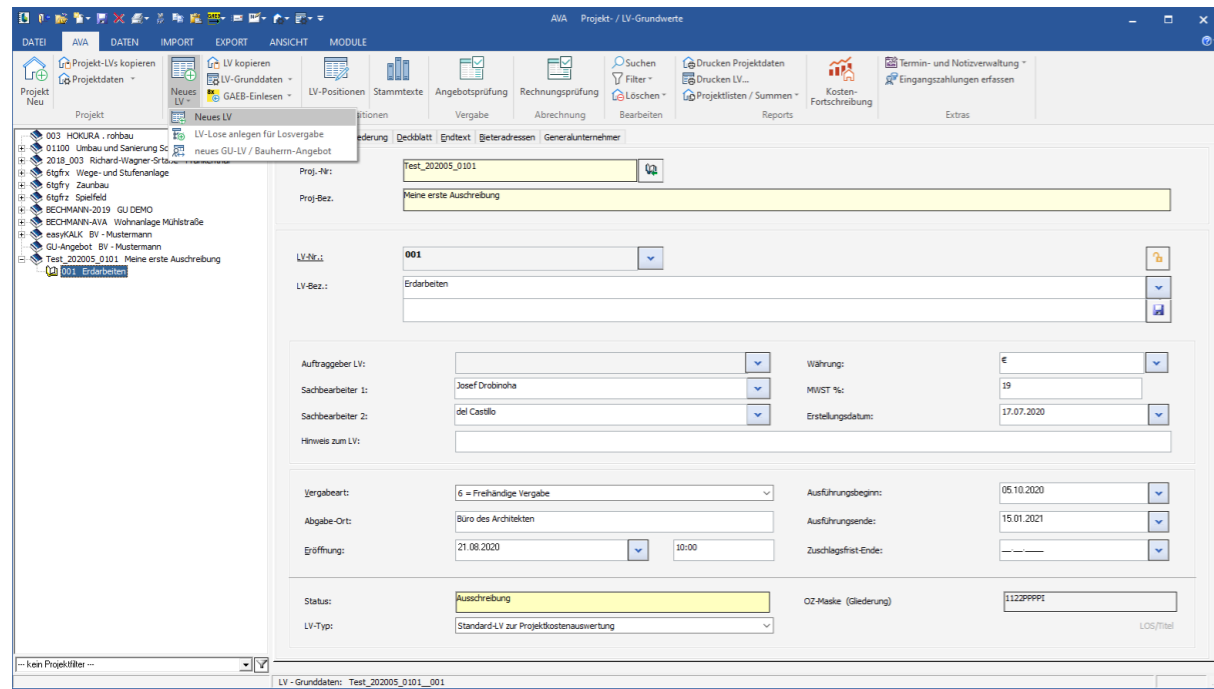 AVA Projekt- / LV-Grundwerte
DATEI AVA DATEN IMPORT EXPORT ANSICHT MODULE
Projekt Neu
Projekt-LVs kopieren
Projektdaten
Projekt
Neues LV
LV kopieren
LV-Grunddaten
GAEB-Einlesen
LV-Positionen
Stammtexte
itionen
Angebotsprüfung
Vergabe
Rechnungsprüfung
Abrechnung
Suchen
Filter
Löschen
Bearbeiten
Drucken Projektdaten
Drucken LV...
Projektlisten / Summen
Reports
Kosten-
Fortschreibung
Termin- und Notizverwaltung
Eingangszahlungen erfassen
Extras
Neues LV
LV-Lose anlegen für Losvergabe
neues GU-LV / Bauherrn-Angebot
003 HOKURA . rohbau
01100 Umbau und Sanierung Sc
2018_003 Richard-Wagner-Srtaße
6tgfrx Wege- und Stufenanlage
6tgfry Zaunbau
6tgfrz Spielfeld
BECHMANN-2019 GU DEMO
BECHMANN-AVA Wohnanlage Mühlstraße
easyKALK BV - Mustermann
GU-Angebot BV - Mustermann
Test_202005_0101 Meine erste Auschreibung
001 Erdarbeiten
--- kein Projektfilter ---
ederung Deckblatt Endtext Bieteradressen Generalunternehmer
Proj.-Nr: Test_202005_0101
Proj-Bez. Meine erste Auschreibung
LV-Nr.: 001
LV-Bez.: Erdarbeiten
Auftraggeber LV: Währung: €
Sachbearbeiter 1: Josef Drobinoha MWST %: 19
Sachbearbeiter 2: del Castillo Erstellungsdatum: 17.07.2020
Hinweis zum LV:
Vergabeart: 6 = Freihändige Vergabe Ausführungsbeginn: 05.10.2020
Abgabe-Ort: Büro des Architekten Ausführungsende: 15.01.2021
Eröffnung: 21.08.2020 10:00 Zuschlagsfrist-Ende: __.__.____
Status: Ausschreibung OZ-Maske (Gliederung) 1122PPPPI
LV-Typ: Standard-LV zur Projektkostenauswertung LOS/Titel
LV - Grunddaten: Test_202005_0101__001